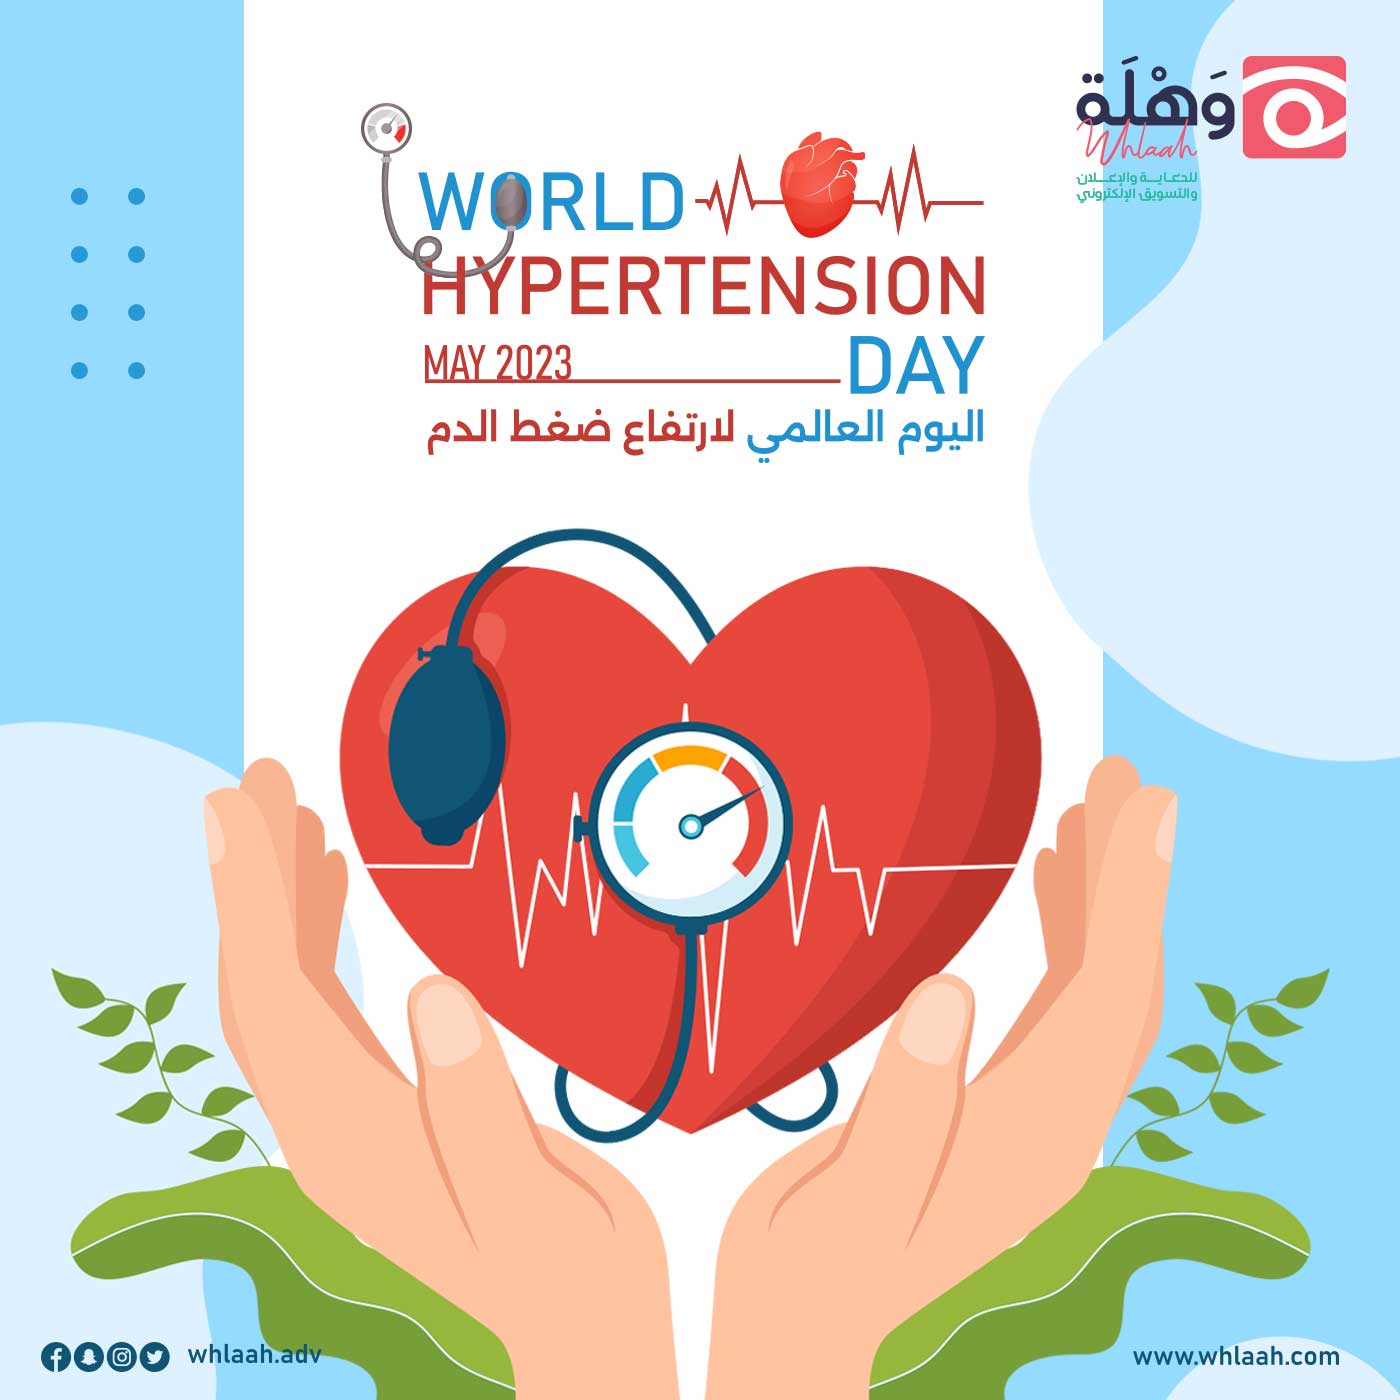 وَهْلَة
Whlaah
للدعاية والإعلان
والتسويق الإلكتروني
WORLD
HYPERTENSION
MAY 2023 DAY
اليوم العالمي لارتفاع ضغط الدم
whlaah.adv
www.whlaah.com